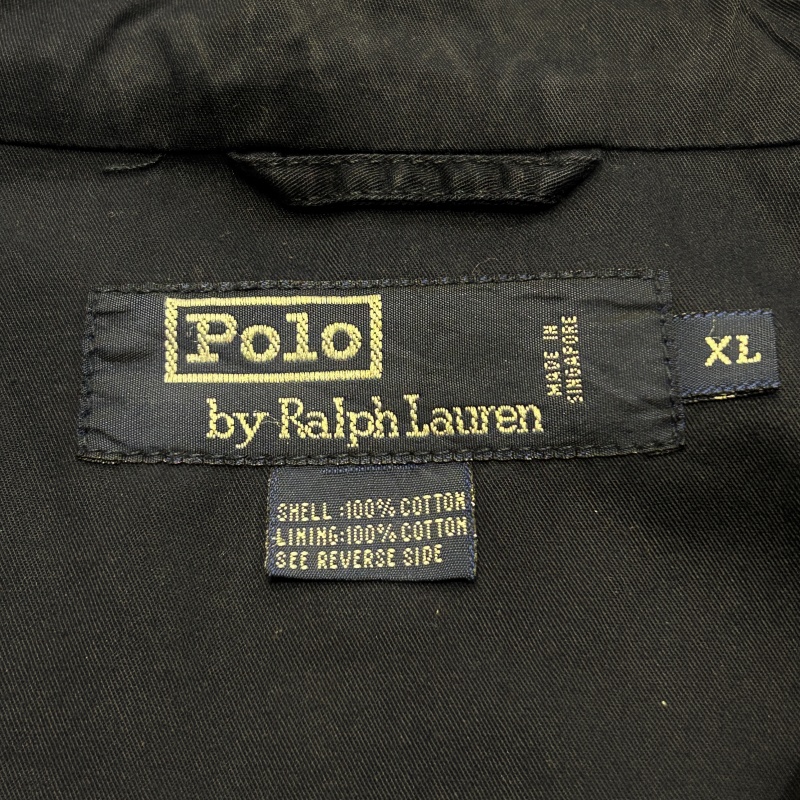 Polo
by Ralph Lauren
MADE IN
SINGAPORE
XL
SHELL :100% COTTON
LINING:100% COTTON
SEE REVERSE SIDE